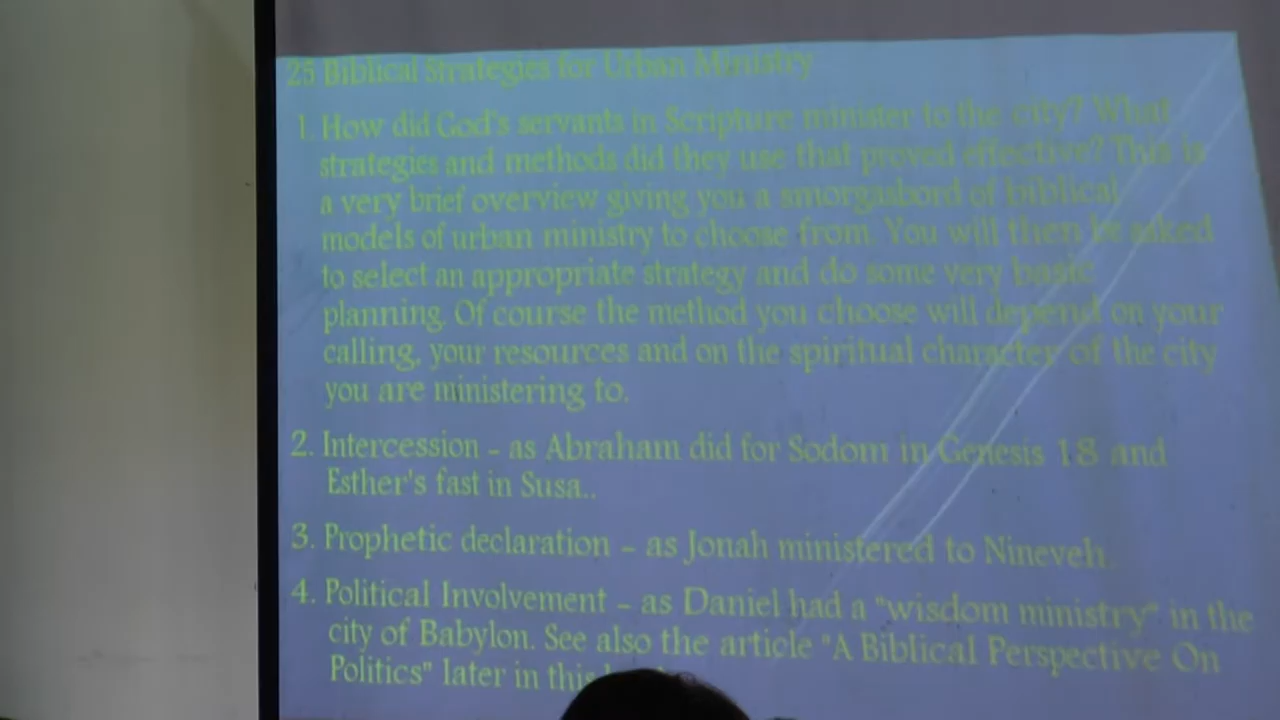 25 Biblical Strategies for Urban Ministry
1. How did God's servants in Scripture minister to the city? What
strategies and methods did they use that proved effective? This is
a very brief overview giving you a smorgasbord of biblical
models of urban ministry to choose from. You will then be asked
to select an appropriate strategy and do some very basic
planning. Of course the method you choose will depend on your
calling, your resources and on the spiritual character of the city
you are ministering to.
2. Intercession - as Abraham did for Sodom in Genesis 18 and
Esther's fast in Susa..
3. Prophetic declaration - as Jonah ministered to Nineveh.
4. Political Involvement - as Daniel had a "wisdom ministry" in the
city of Babylon. See also the article "A Biblical Perspective On
Politics" later in this